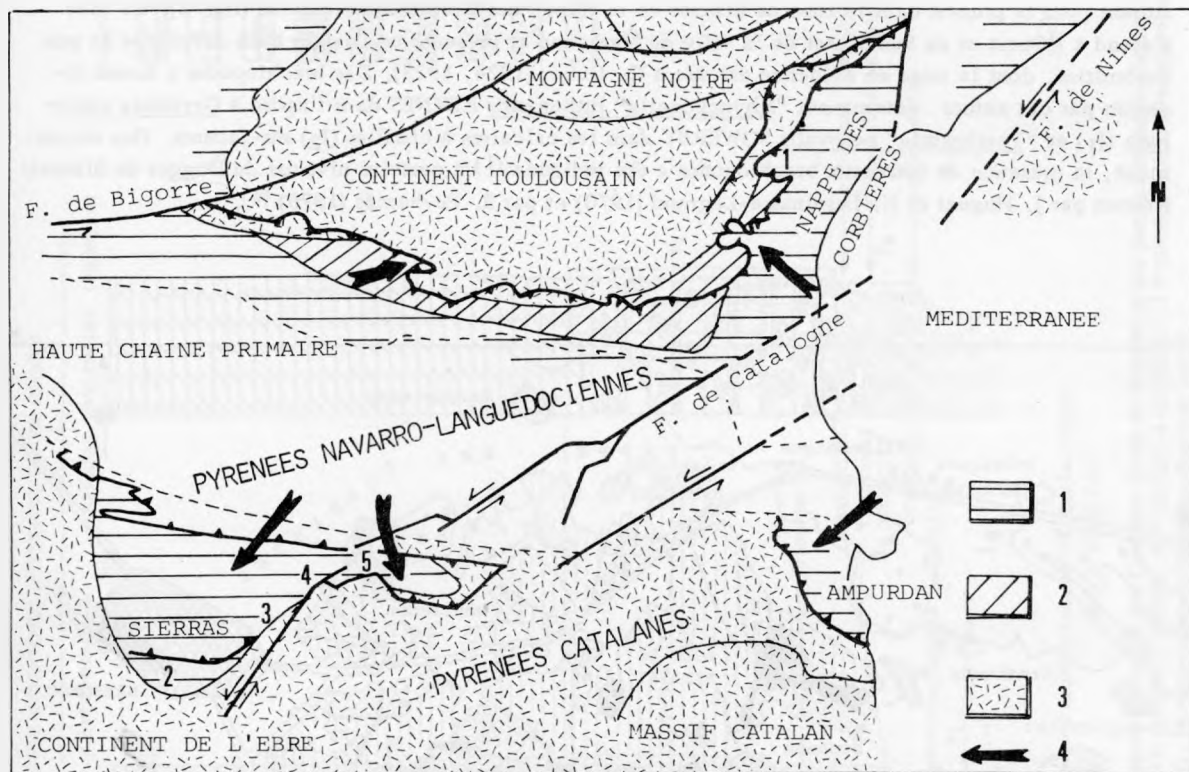 MONTAGNE NOIRE
F. de Nîmes
CONTINENT TOULOUSAIN
1
NAPPE DES
CORBIERES
F. de Bigorre
N
MEDITERRANEE
HAUTE CHAINE PRIMAIRE
F. de Catalogne
PYRENEES NAVARRO-LANGUEDOCIENNES
1
5
4
AMPURDAN
2
3
SIERRAS
2
PYRENEES CATALANES
3
MASSIF CATALAN
CONTINENT DE L'EBRE
4